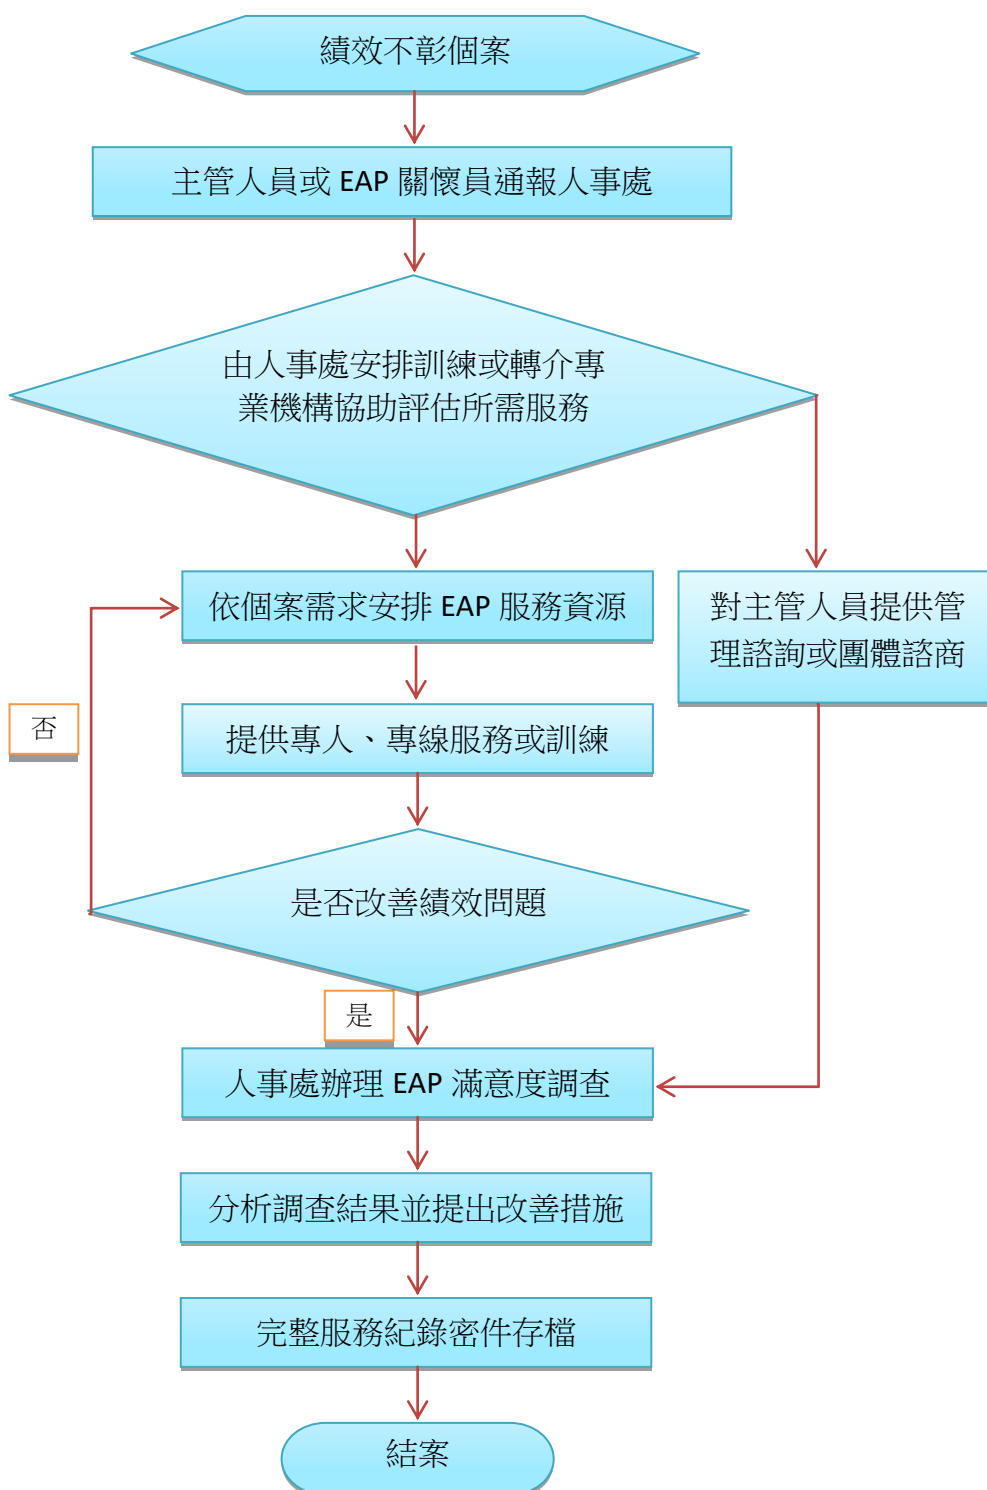 績效不彰個案
主管人員或 EAP 關懷員通報人事處
由人事處安排訓練或轉介專
業機構協助評估所需服務
依個案需求安排 EAP 服務資源
對主管人員提供管
理諮詢或團體諮商
否
提供專人、專線服務或訓練
是否改善績效問題
是
人事處辦理 EAP 滿意度調查
分析調查結果並提出改善措施
完整服務紀錄密件存檔
結案